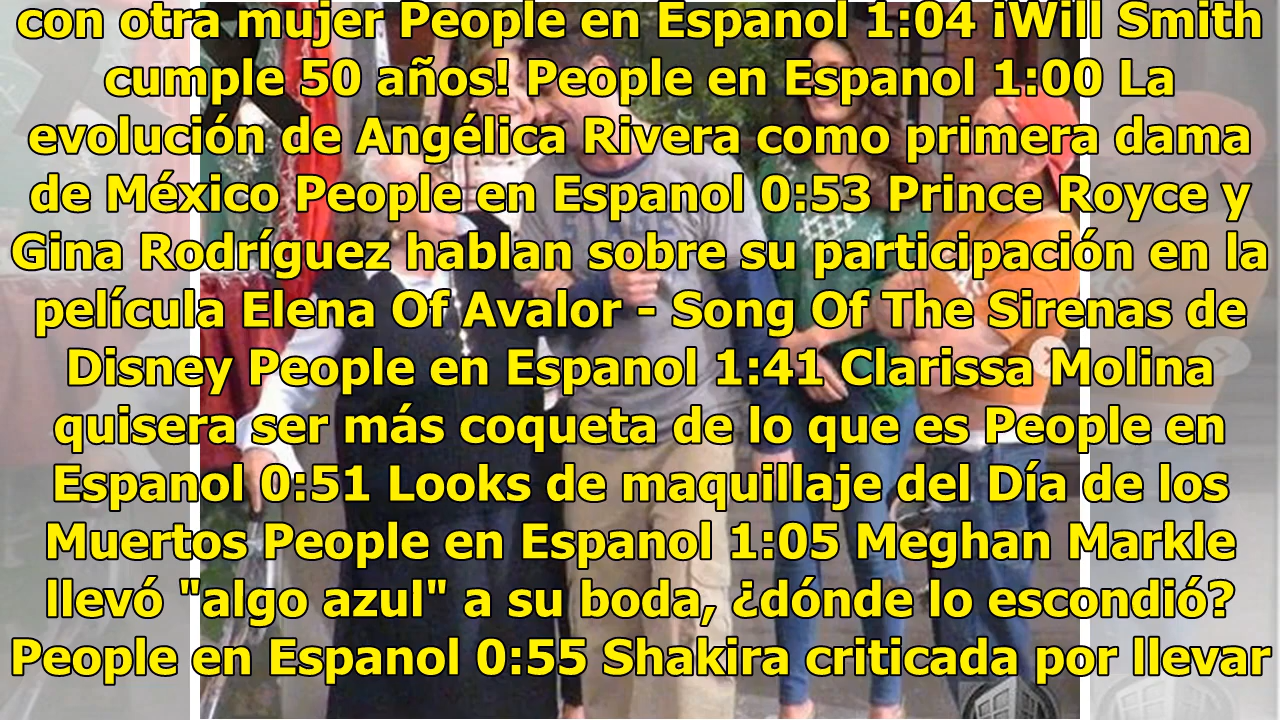 con otra mujer People en Espanol 1:04 ¡Will Smith
cumple 50 años! People en Espanol 1:00 La
evolución de Angélica Rivera como primera dama
de México People en Espanol 0:53 Prince Royce y
Gina Rodríguez hablan sobre su participación en la
película Elena Of Avalor - Song Of The Sirenas de
Disney People en Espanol 1:41 Clarissa Molina
quisera ser más coqueta de lo que es People en
Espanol 0:51 Looks de maquillaje del Día de los
Muertos People en Espanol 1:05 Meghan Markle
llevó "algo azul" a su boda, ¿dónde lo escondió?
People en Espanol 0:55 Shakira criticada por llevar